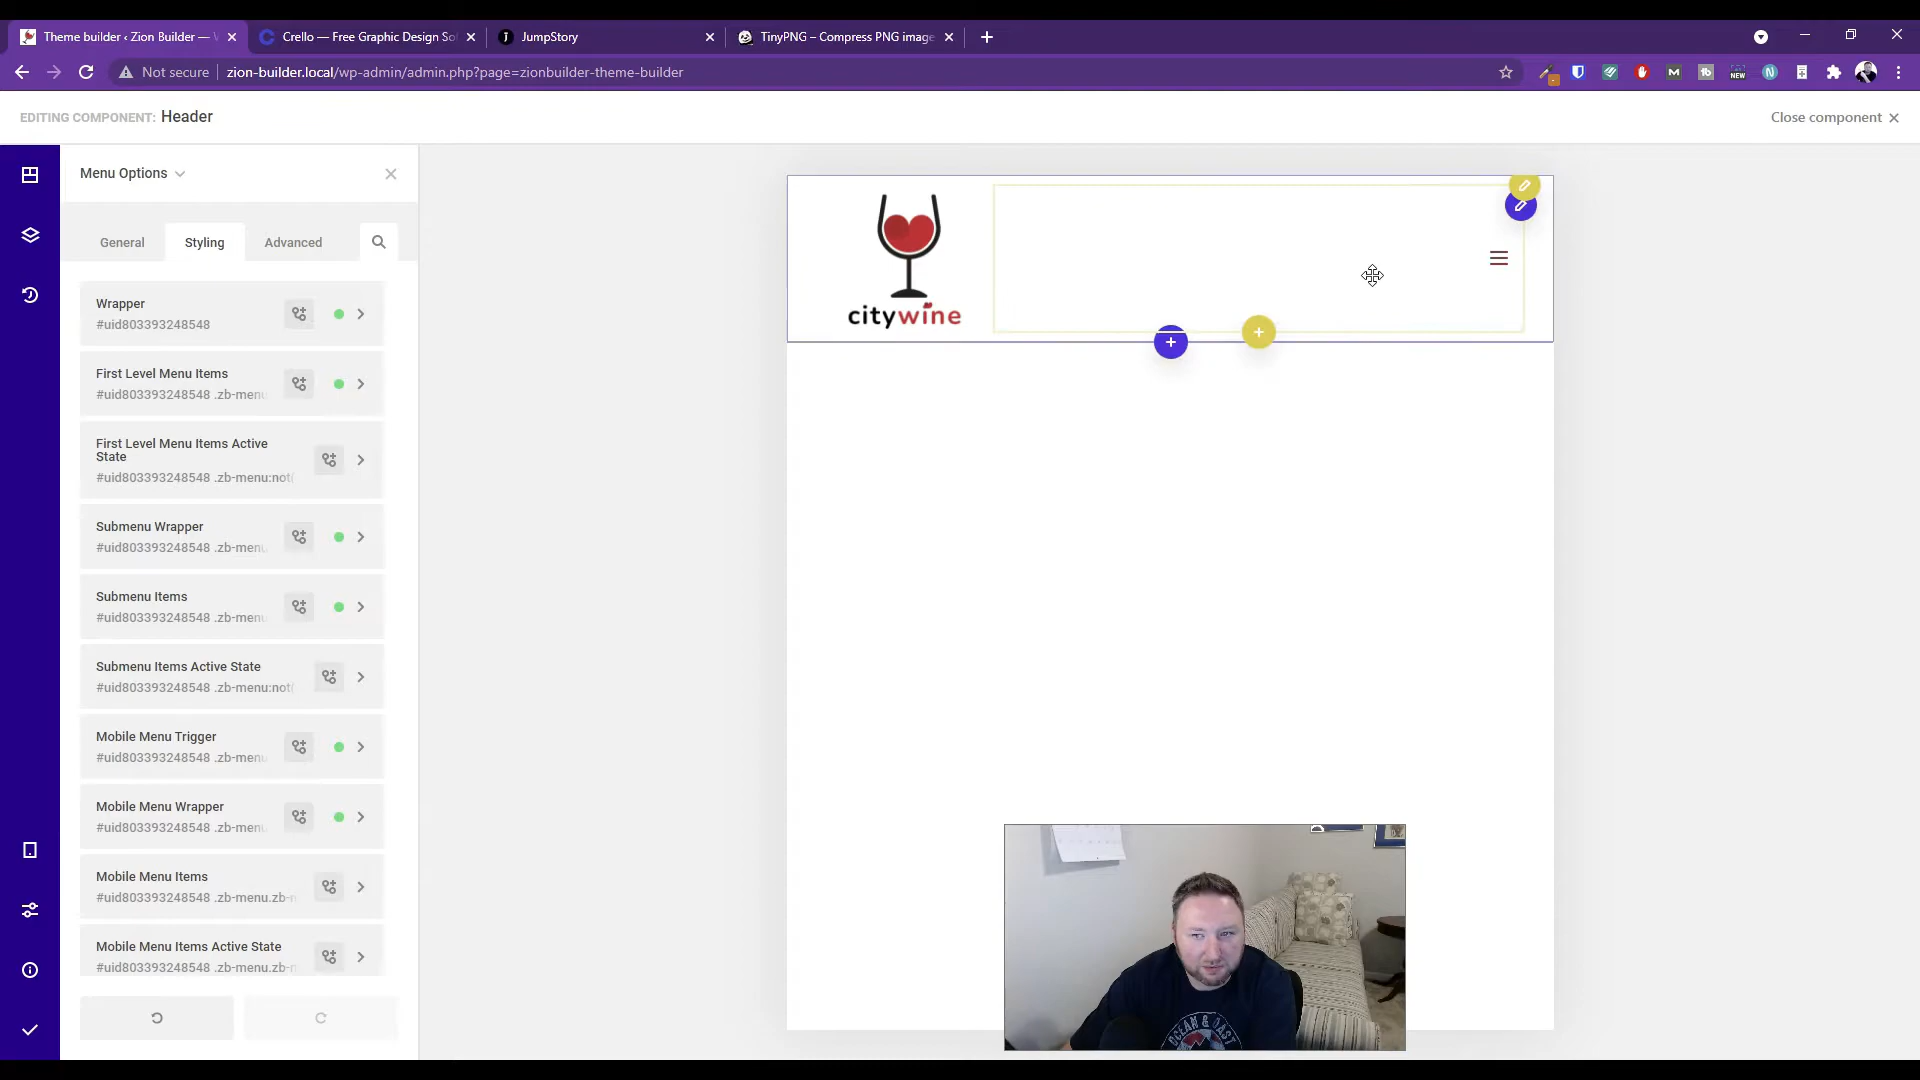 Theme builder ‹ Zion Builder —
Crello — Free Graphic Design So
JumpStory
TinyPNG – Compress PNG image
Not secure
zion-builder.local/wp-admin/admin.php?page=zionbuilder-theme-builder
NEW
EDITING COMPONENT: Header
Close component
Menu Options
General
Styling
Advanced
Wrapper
#uid803393248548
First Level Menu Items
#uid803393248548 .zb-menu
First Level Menu Items Active
State
#uid803393248548 .zb-menu:not(
Submenu Wrapper
#uid803393248548 .zb-menu
Submenu Items
#uid803393248548 .zb-menu
Submenu Items Active State
#uid803393248548 .zb-menu:not(
Mobile Menu Trigger
#uid803393248548 .zb-menu
Mobile Menu Wrapper
#uid803393248548 .zb-menu
Mobile Menu Items
#uid803393248548 .zb-menu.zb-
Mobile Menu Items Active State
#uid803393248548 .zb-menu.zb-
citywine